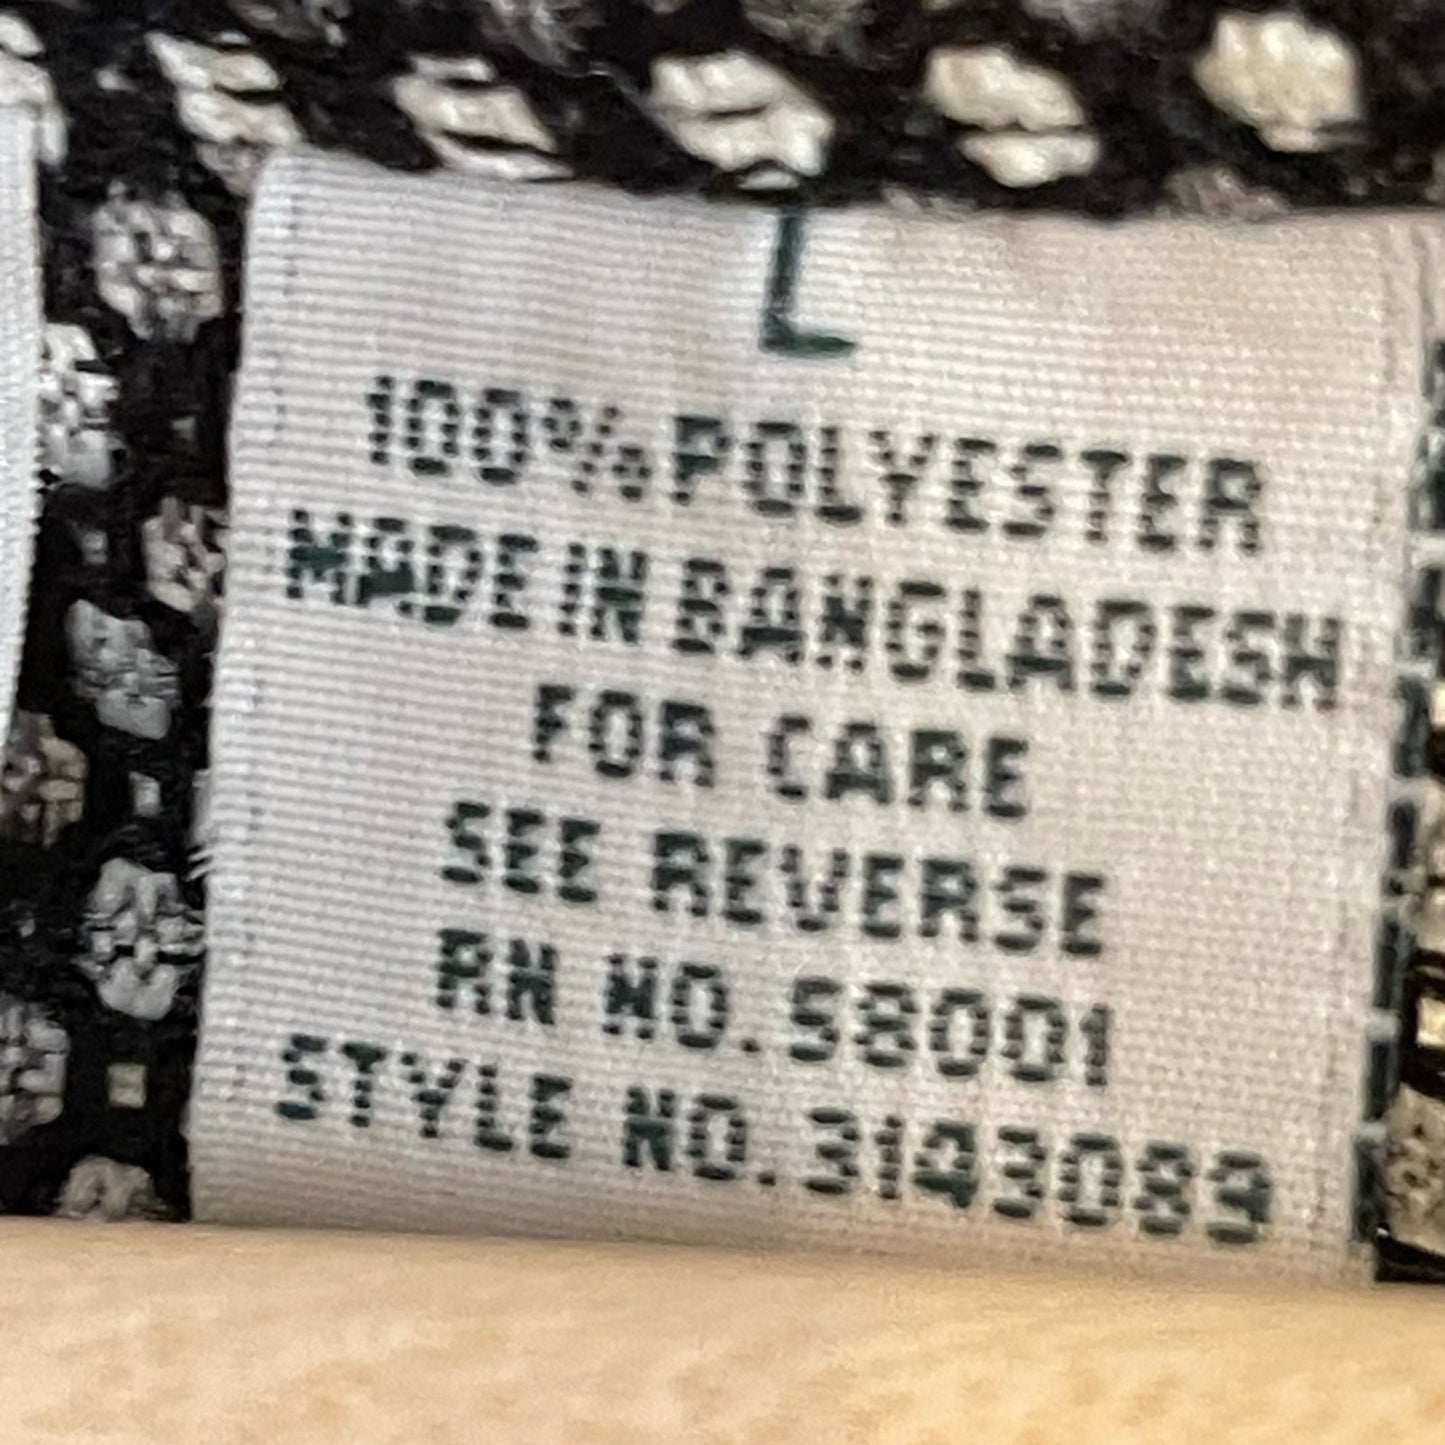 L
100% POLYESTER
MADE IN BANGLADESH
FOR CARE
SEE REVERSE
RN NO. 58001
STYLE NO. 3143089